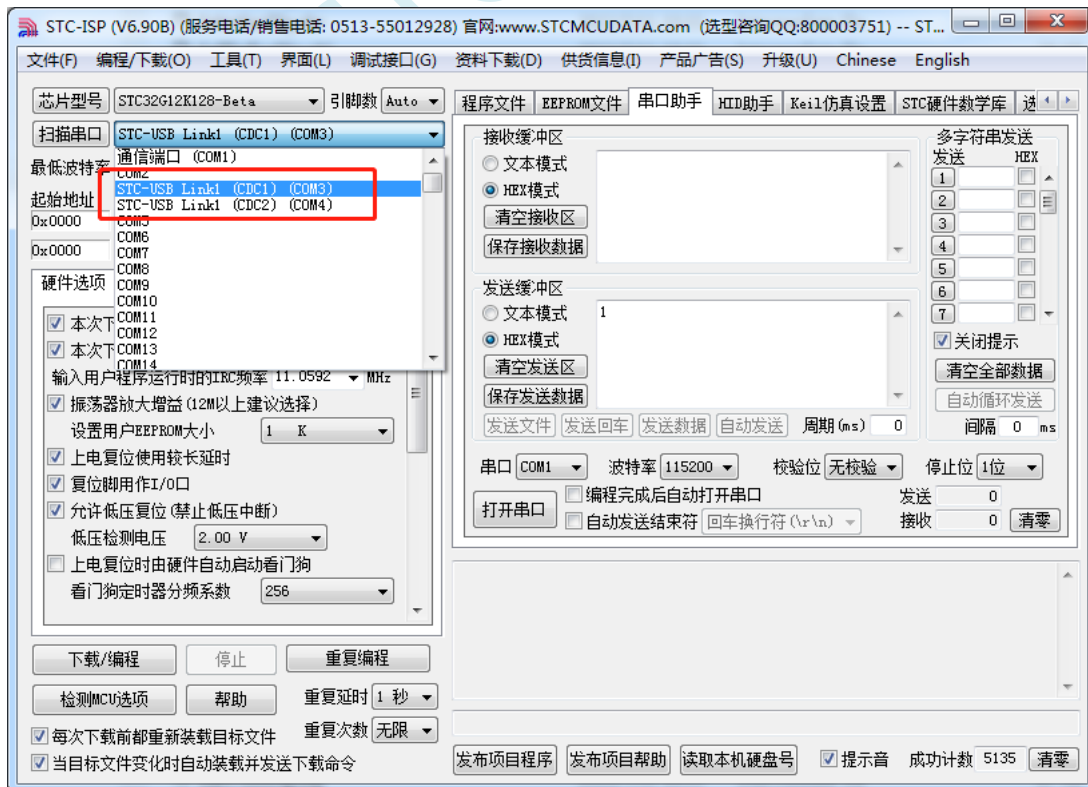 STC-ISP (V6.90B) (服务电话/销售电话: 0513-55012928) 官网:www.STCMCUDATA.com (选型咨询QQ:800003751) -- ST...
文件(F) 编程/下载(O) 工具(T) 界面(L) 调试接口(G) 资料下载(D) 供货信息(I) 产品广告(S) 升级(U) Chinese English
芯片型号 STC32G12K128-Beta 引脚数 Auto
扫描串口 STC-USB Link1 (CDC1) (COM3)
最低波特率
起始地址
0x0000
0x0000
通信端口 (COM1)
COM2
STC-USB Link1 (CDC1) (COM3)
STC-USB Link1 (CDC2) (COM4)
COM5
COM6
COM7
COM8
COM9
COM10
COM11
COM12
COM13
COM14
硬件选项
本次下
本次下
输入用户程序运行时的IRC频率 11.0592 MHz
振荡器放大增益(12M以上建议选择)
设置用户EEPROM大小 1 K
上电复位使用较长延时
复位脚用作I/O口
允许低压复位(禁止低压中断)
低压检测电压 2.00 V
上电复位时由硬件自动启动看门狗
看门狗定时器分频系数 256
下载/编程 停止 重复编程
检测MCU选项 帮助 重复延时 1 秒
每次下载前都重新装载目标文件 重复次数 无限
当目标文件变化时自动装载并发送下载命令
程序文件 EEPROM文件 串口助手 HID助手 Keil仿真设置 STC硬件数学库
接收缓冲区
文本模式
HEX模式
清空接收区
保存接收数据
发送缓冲区
文本模式 1
HEX模式
清空发送区
保存发送数据
发送文件 发送回车 发送数据 自动发送 周期(ms) 0
多字符串发送
发送 HEX
1
2
3
4
5
6
7
关闭提示
清空全部数据
自动循环发送
间隔 0 ms
串口 COM1 波特率 115200 校验位 无校验 停止位 1位
打开串口 编程完成后自动打开串口 发送 0
自动发送结束符 回车换行符(\r\n) 接收 0 清零
发布项目程序 发布项目帮助 读取本机硬盘号 提示音 成功计数 5135 清零